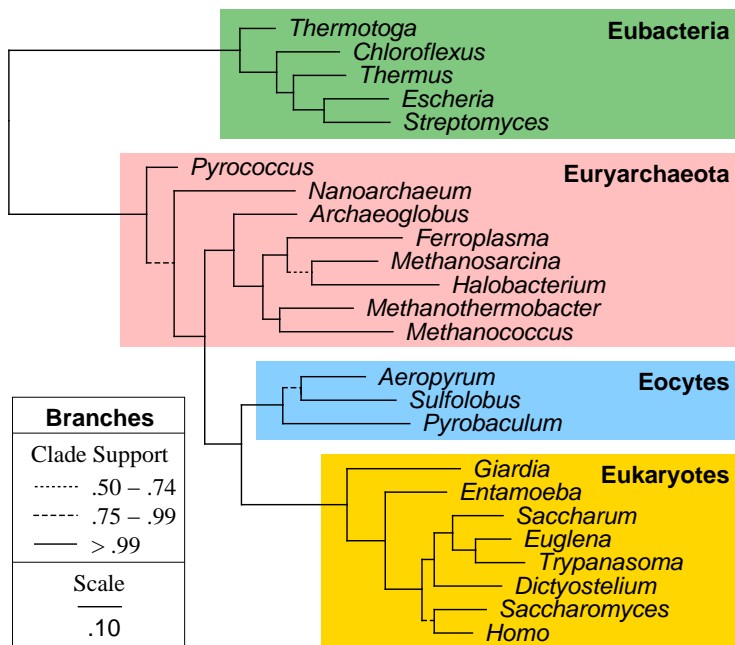 Thermotoga
Eubacteria
Chloroflexus
Thermus
Escheria
Streptomyces
Pyrococcus
Euryarchaeota
Nanoarchaeum
Archaeoglobus
Ferroplasma
Methanosarcina
Halobacterium
Methanothermobacter
Methanococcus
Aeropyrum
Eocytes
Sulfolobus
Pyrobaculum
Giardia
Eukaryotes
Entamoeba
Saccharum
Euglena
Trypanasoma
Dictyostelium
Saccharomyces
Homo
Branches
Clade Support
.50 – .74
.75 – .99
> .99
Scale
.10